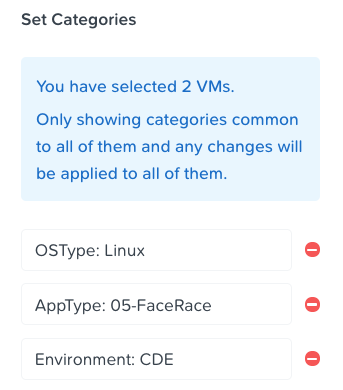 Set Categories
You have selected 2 VMs.
Only showing categories common
to all of them and any changes will
be applied to all of them.
OSType: Linux
AppType: 05-FaceRace
Environment: CDE